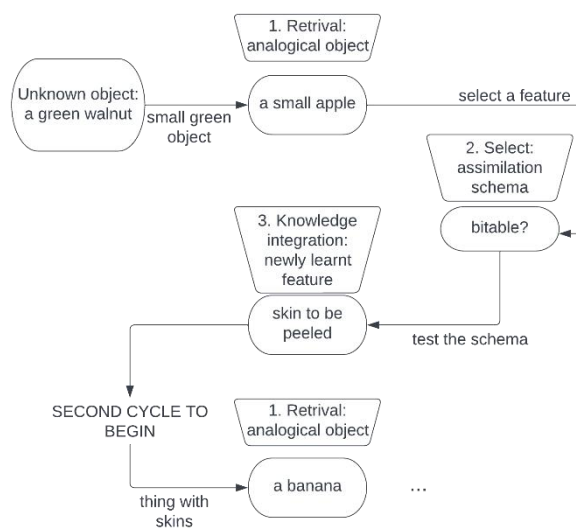 1. Retrival:
analogical object
Unknown object:
a green walnut
small green
object
a small apple
select a feature
2. Select:
assimilation
schema
bitable?
3. Knowledge
integration:
newly learnt
feature
skin to be
peeled
test the schema
SECOND CYCLE TO
BEGIN
1. Retrival:
analogical object
thing with
skins
a banana
...